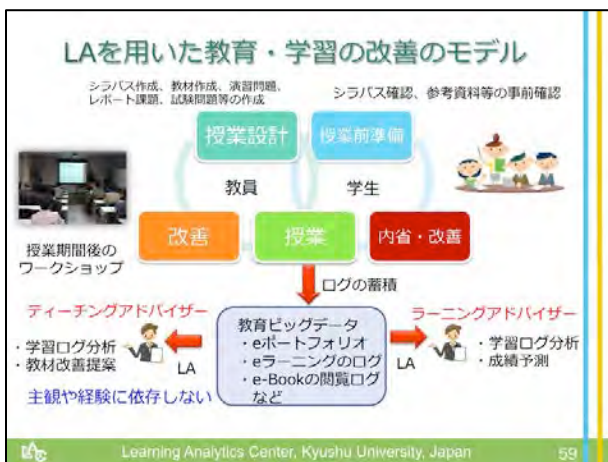 LAを用いた教育・学習の改善のモデル
シラバス作成、教材作成、演習問題、
レポート課題、試験問題等の作成
シラバス確認、参考資料等の事前確認
授業設計
授業前準備
教員
学生
改善
授業
内省・改善
授業期間後の
ワークショップ
ログの蓄積
ティーチングアドバイザー
・学習ログ分析
・教材改善提案
LA
主観や経験に依存しない
教育ビッグデータ
・eポートフォリオ
・eラーニングのログ
・e-Bookの閲覧ログ
など
ラーニングアドバイザー
LA
・学習ログ分析
・成績予測
Learning Analytics Center, Kyushu University, Japan
59